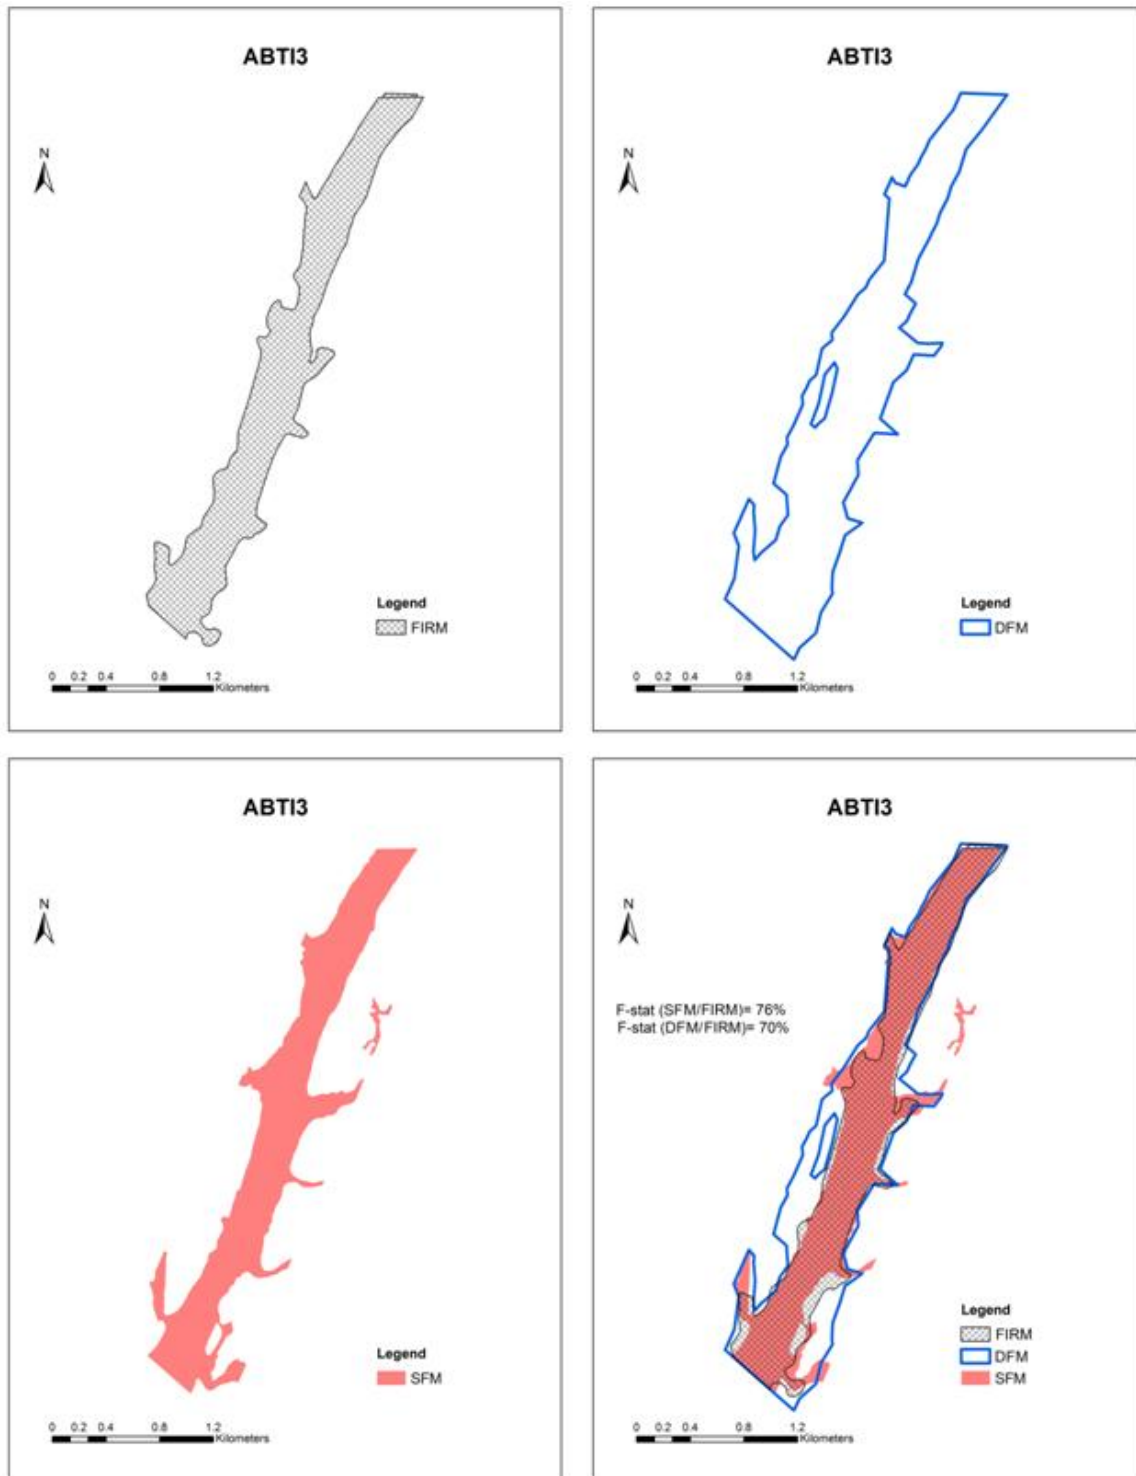 ABTI3
N
Legend
FIRM
0 0.2 0.4 0.8 1.2
Kilometers
ABTI3
N
Legend
DFM
0 0.2 0.4 0.8 1.2
Kilometers
ABTI3
N
Legend
SFM
0 0.2 0.4 0.8 1.2
Kilometers
ABTI3
N
F-stat (SFM/FIRM)= 76%
F-stat (DFM/FIRM)= 70%
Legend
FIRM
DFM
SFM
0 0.2 0.4 0.8 1.2
Kilometers